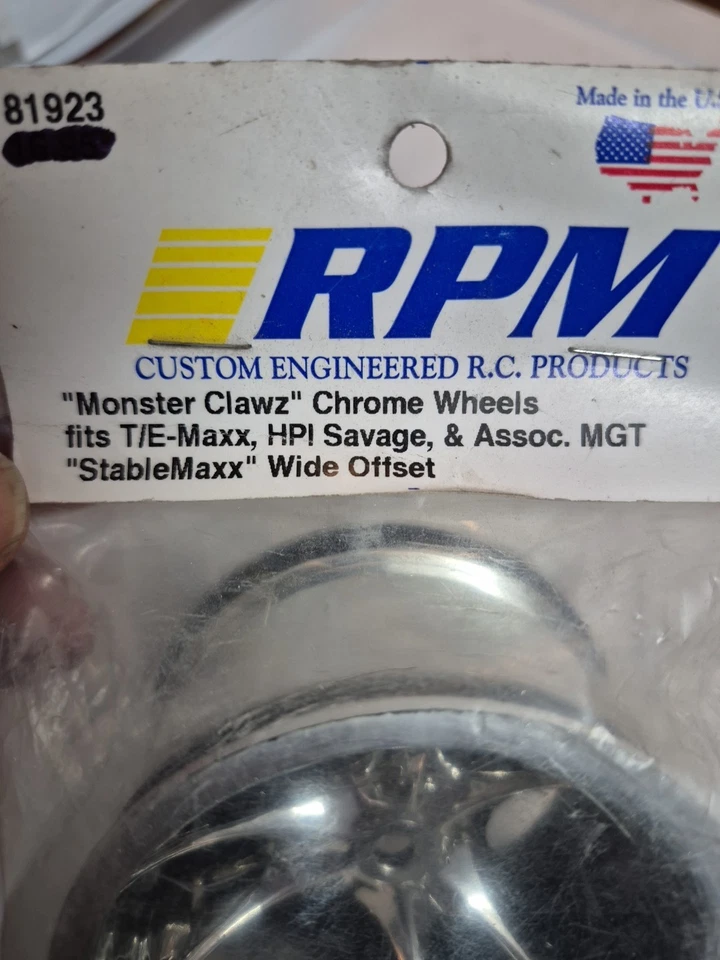 81923
Made in the USA
RPM
CUSTOM ENGINEERED R.C. PRODUCTS
"Monster Clawz" Chrome Wheels
fits T/E-Maxx, HPI Savage, & Assoc. MGT
"StableMaxx" Wide Offset